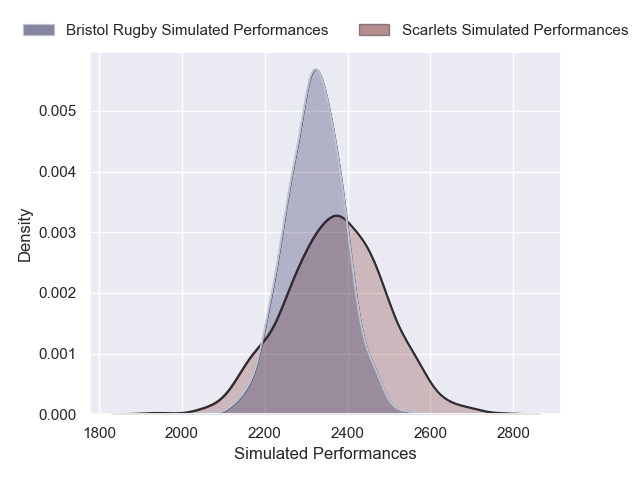 Bristol Rugby Simulated Performances Scarlets Simulated Performances
0.005
0.004
0.003
0.002
0.001
0.000
Density
1800 2000 2200 2400 2600 2800
Simulated Performances